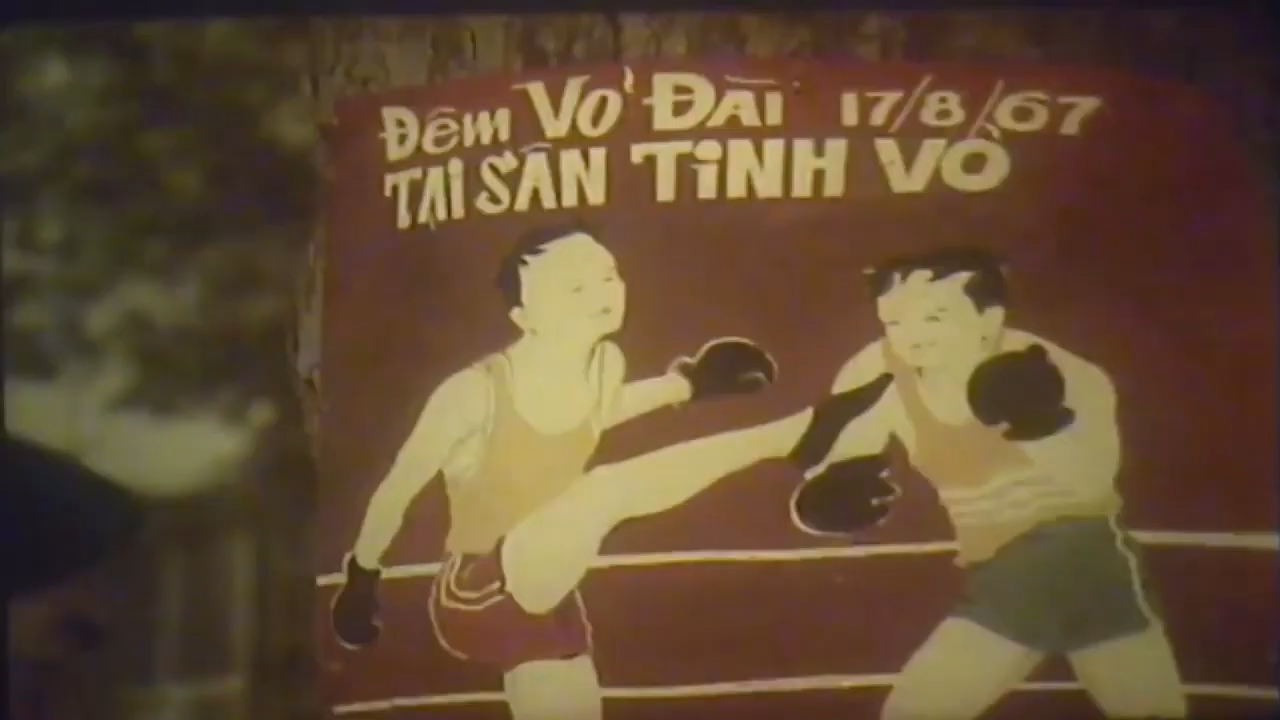 Đêm Võ ĐÀi 17/8/67
TẠi SÂN TiNH VÕ